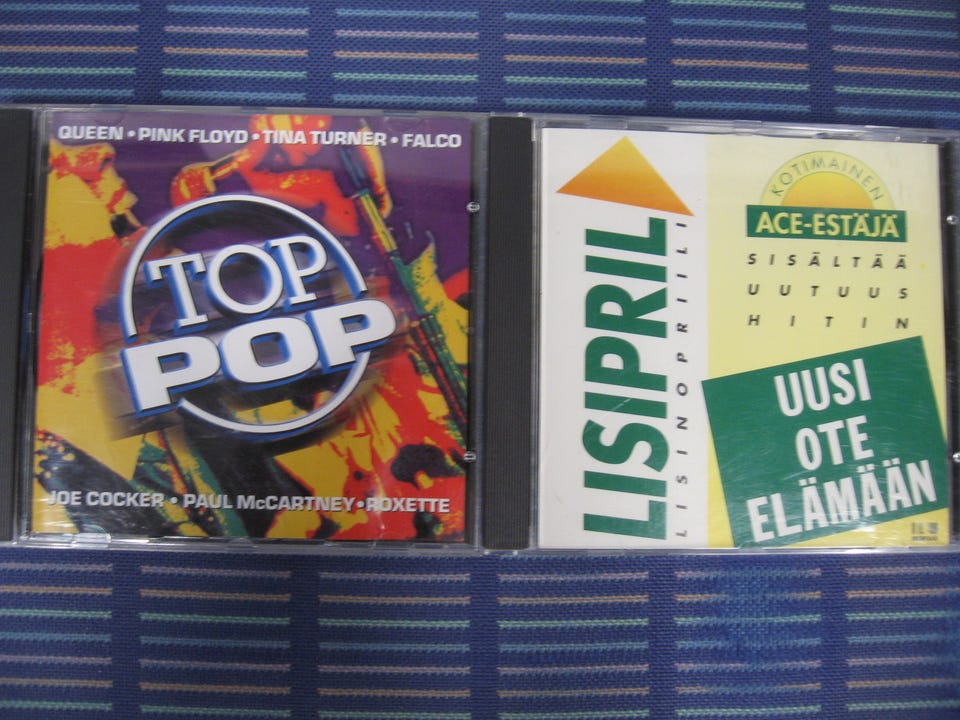 QUEEN • PINK FLOYD • TINA TURNER • FALCO
TOP
POP
JOE COCKER • PAUL McCARTNEY • ROXETTE
LISIPRIL
LISINOPRIILI
KOTIMAINEN
ACE-ESTÄJÄ
SISÄLTÄÄ
UUTUUS
HITIN
UUSI
OTE
ELÄMÄÄN